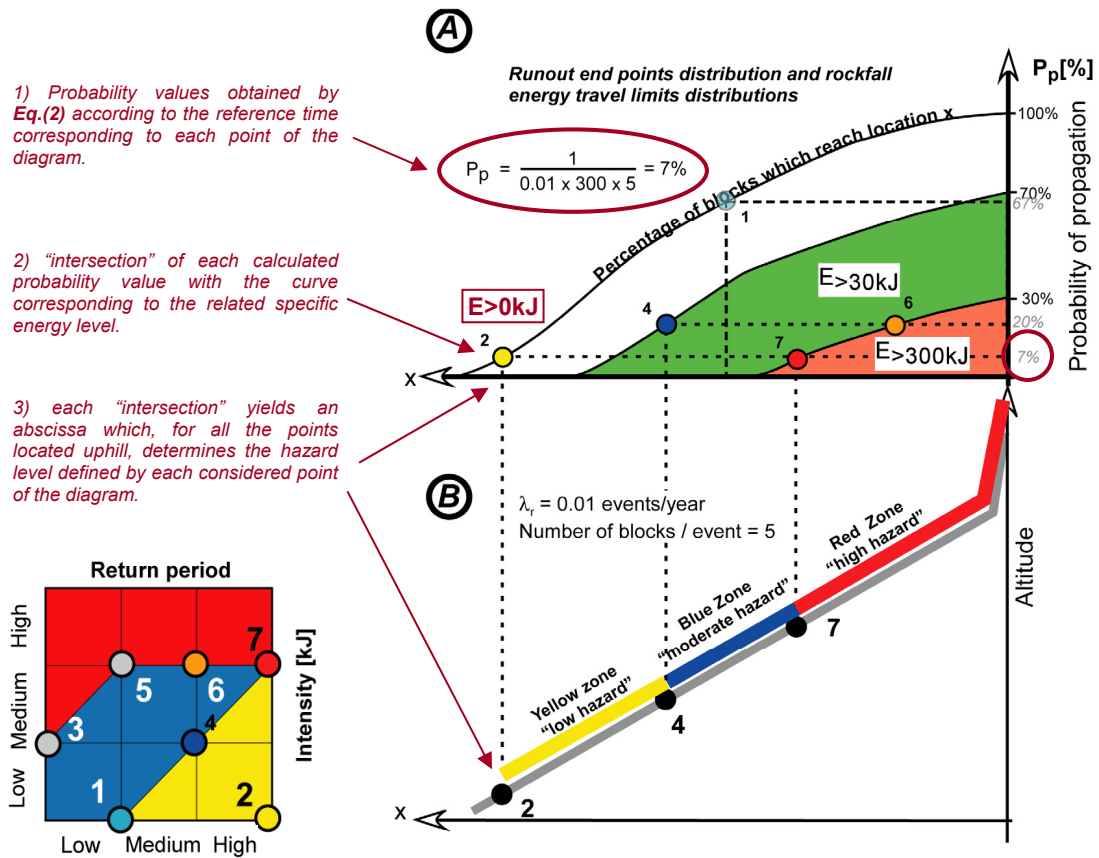 A
Runout end points distribution and rockfall
energy travel limits distributions
Pp[%]
1) Probability values obtained by
Eq.(2) according to the reference time
corresponding to each point of the
diagram.
Pp = 1 / 0.01 x 300 x 5 = 7%
Percentage of blocks which reach location x
100%
70%
67%
1
2) "intersection" of each calculated
probability value with the curve
corresponding to the related specific
energy level.
E>0kJ
E>30kJ
30%
4
6
20%
2
7
E>300kJ
7%
Probability of propagation
x
3) each "intersection" yields an
abscissa which, for all the points
located uphill, determines the hazard
level defined by each considered point
of the diagram.
B
λr = 0.01 events/year
Number of blocks / event = 5
Red Zone
"high hazard"
Blue Zone
"moderate hazard"
Yellow zone
"low hazard"
7
4
2
Altitude
x
Return period
High
Medium
Low
7
5
6
3
4
1
2
Intensity [kJ]
Low Medium High